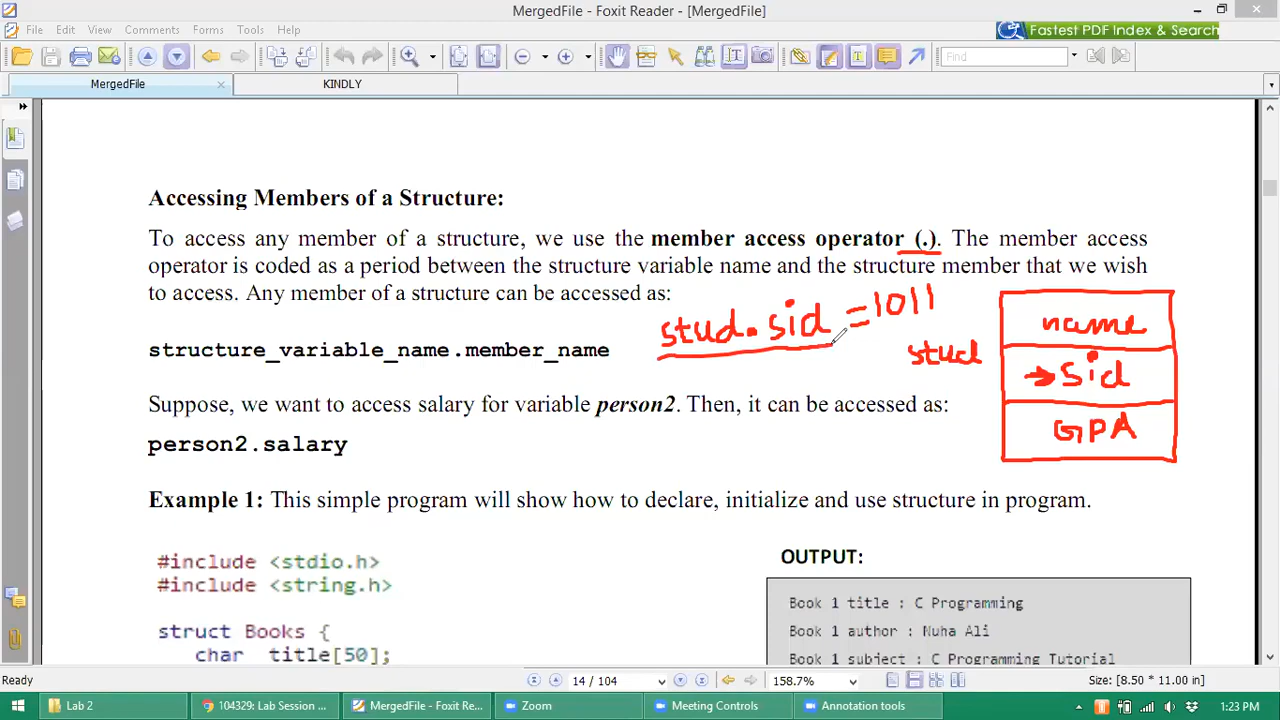 MergedFile - Foxit Reader - [MergedFile]
File Edit View Comments Forms Tools Help
Fastest PDF Index & Search
158.7%
Find
MergedFile
KINDLY
Accessing Members of a Structure:
To access any member of a structure, we use the member access operator (.). The member access
operator is coded as a period between the structure variable name and the structure member that we wish
to access. Any member of a structure can be accessed as:
stud.sid = 1011
name
structure_variable_name.member_name
stud
→ sid
Suppose, we want to access salary for variable person2. Then, it can be accessed as:
GPA
person2.salary
Example 1: This simple program will show how to declare, initialize and use structure in program.
#include <stdio.h>
#include <string.h>
struct Books {
char title[50];
OUTPUT:
Book 1 title : C Programming
Book 1 author : Nuha Ali
Book 1 subject : C Programming Tutorial
Ready
14 / 104
158.7%
Size: [8.50 * 11.00 in]
Lab 2
104329: Lab Session ...
MergedFile - Foxit Re...
Zoom
Meeting Controls
Annotation tools
1:23 PM